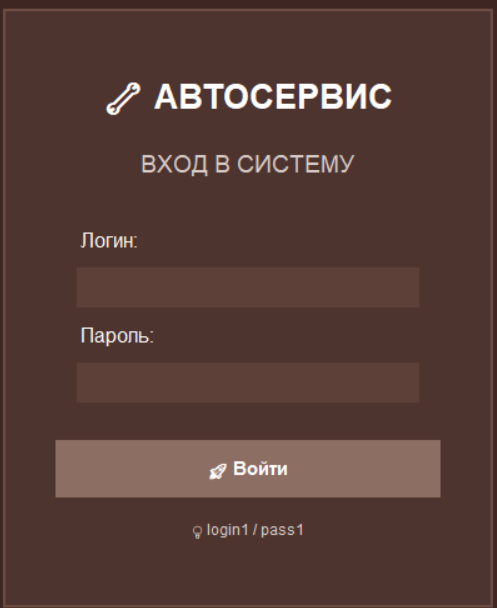 АВТОСЕРВИС
ВХОД В СИСТЕМУ
Логин:
Пароль:
Войти
login1 / pass1